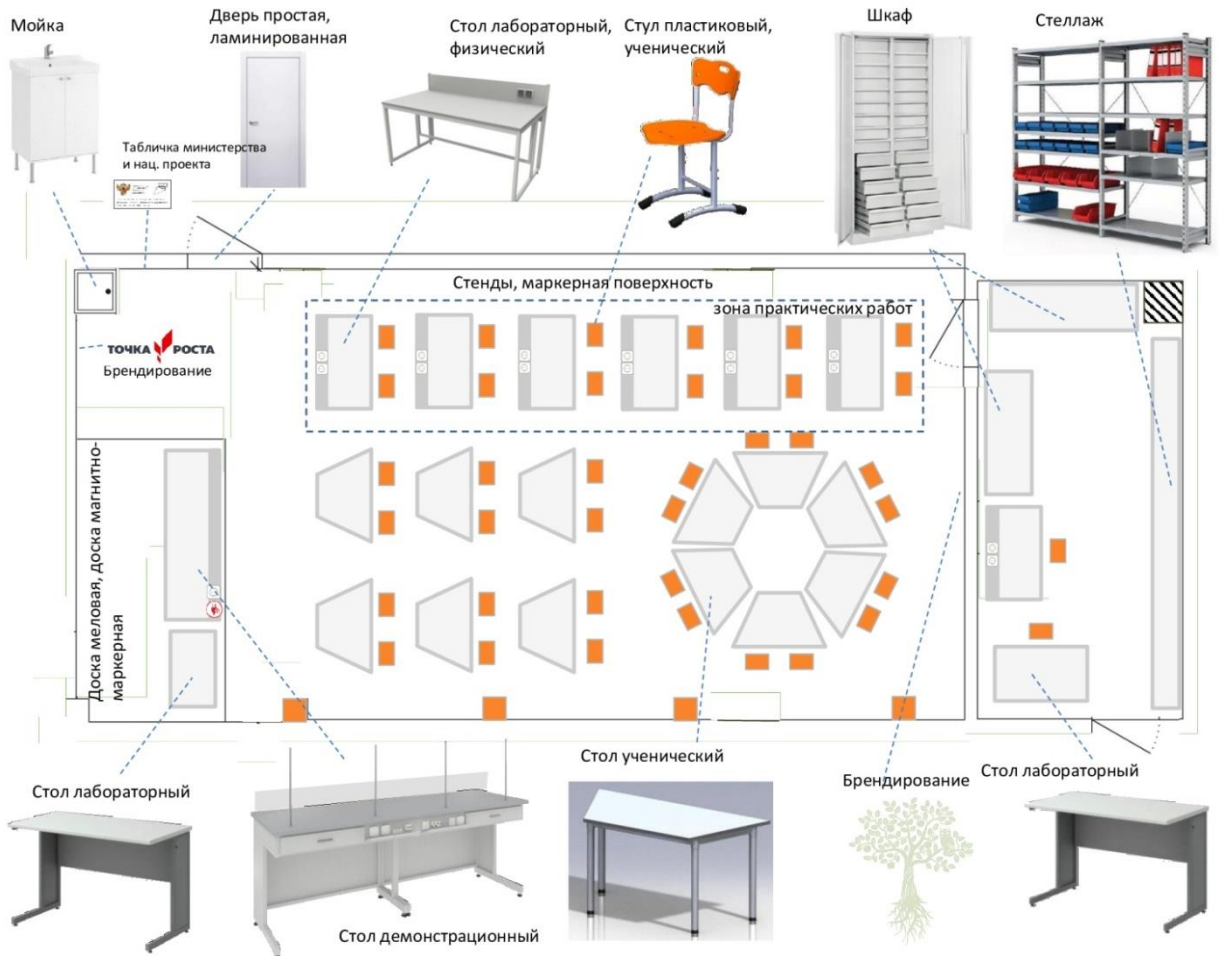 Мойка
Дверь простая,
ламинированная
Стол лабораторный,
физический
Стул пластиковый,
ученический
Шкаф
Стеллаж
Табличка министерства
и нац. проекта
Стенды, маркерная поверхность
зона практических работ
ТОЧКА РОСТА
Брендирование
Доска меловая, доска магнитно-
маркерная
Стол лабораторный
Стол демонстрационный
Стол ученический
Брендирование
Стол лабораторный